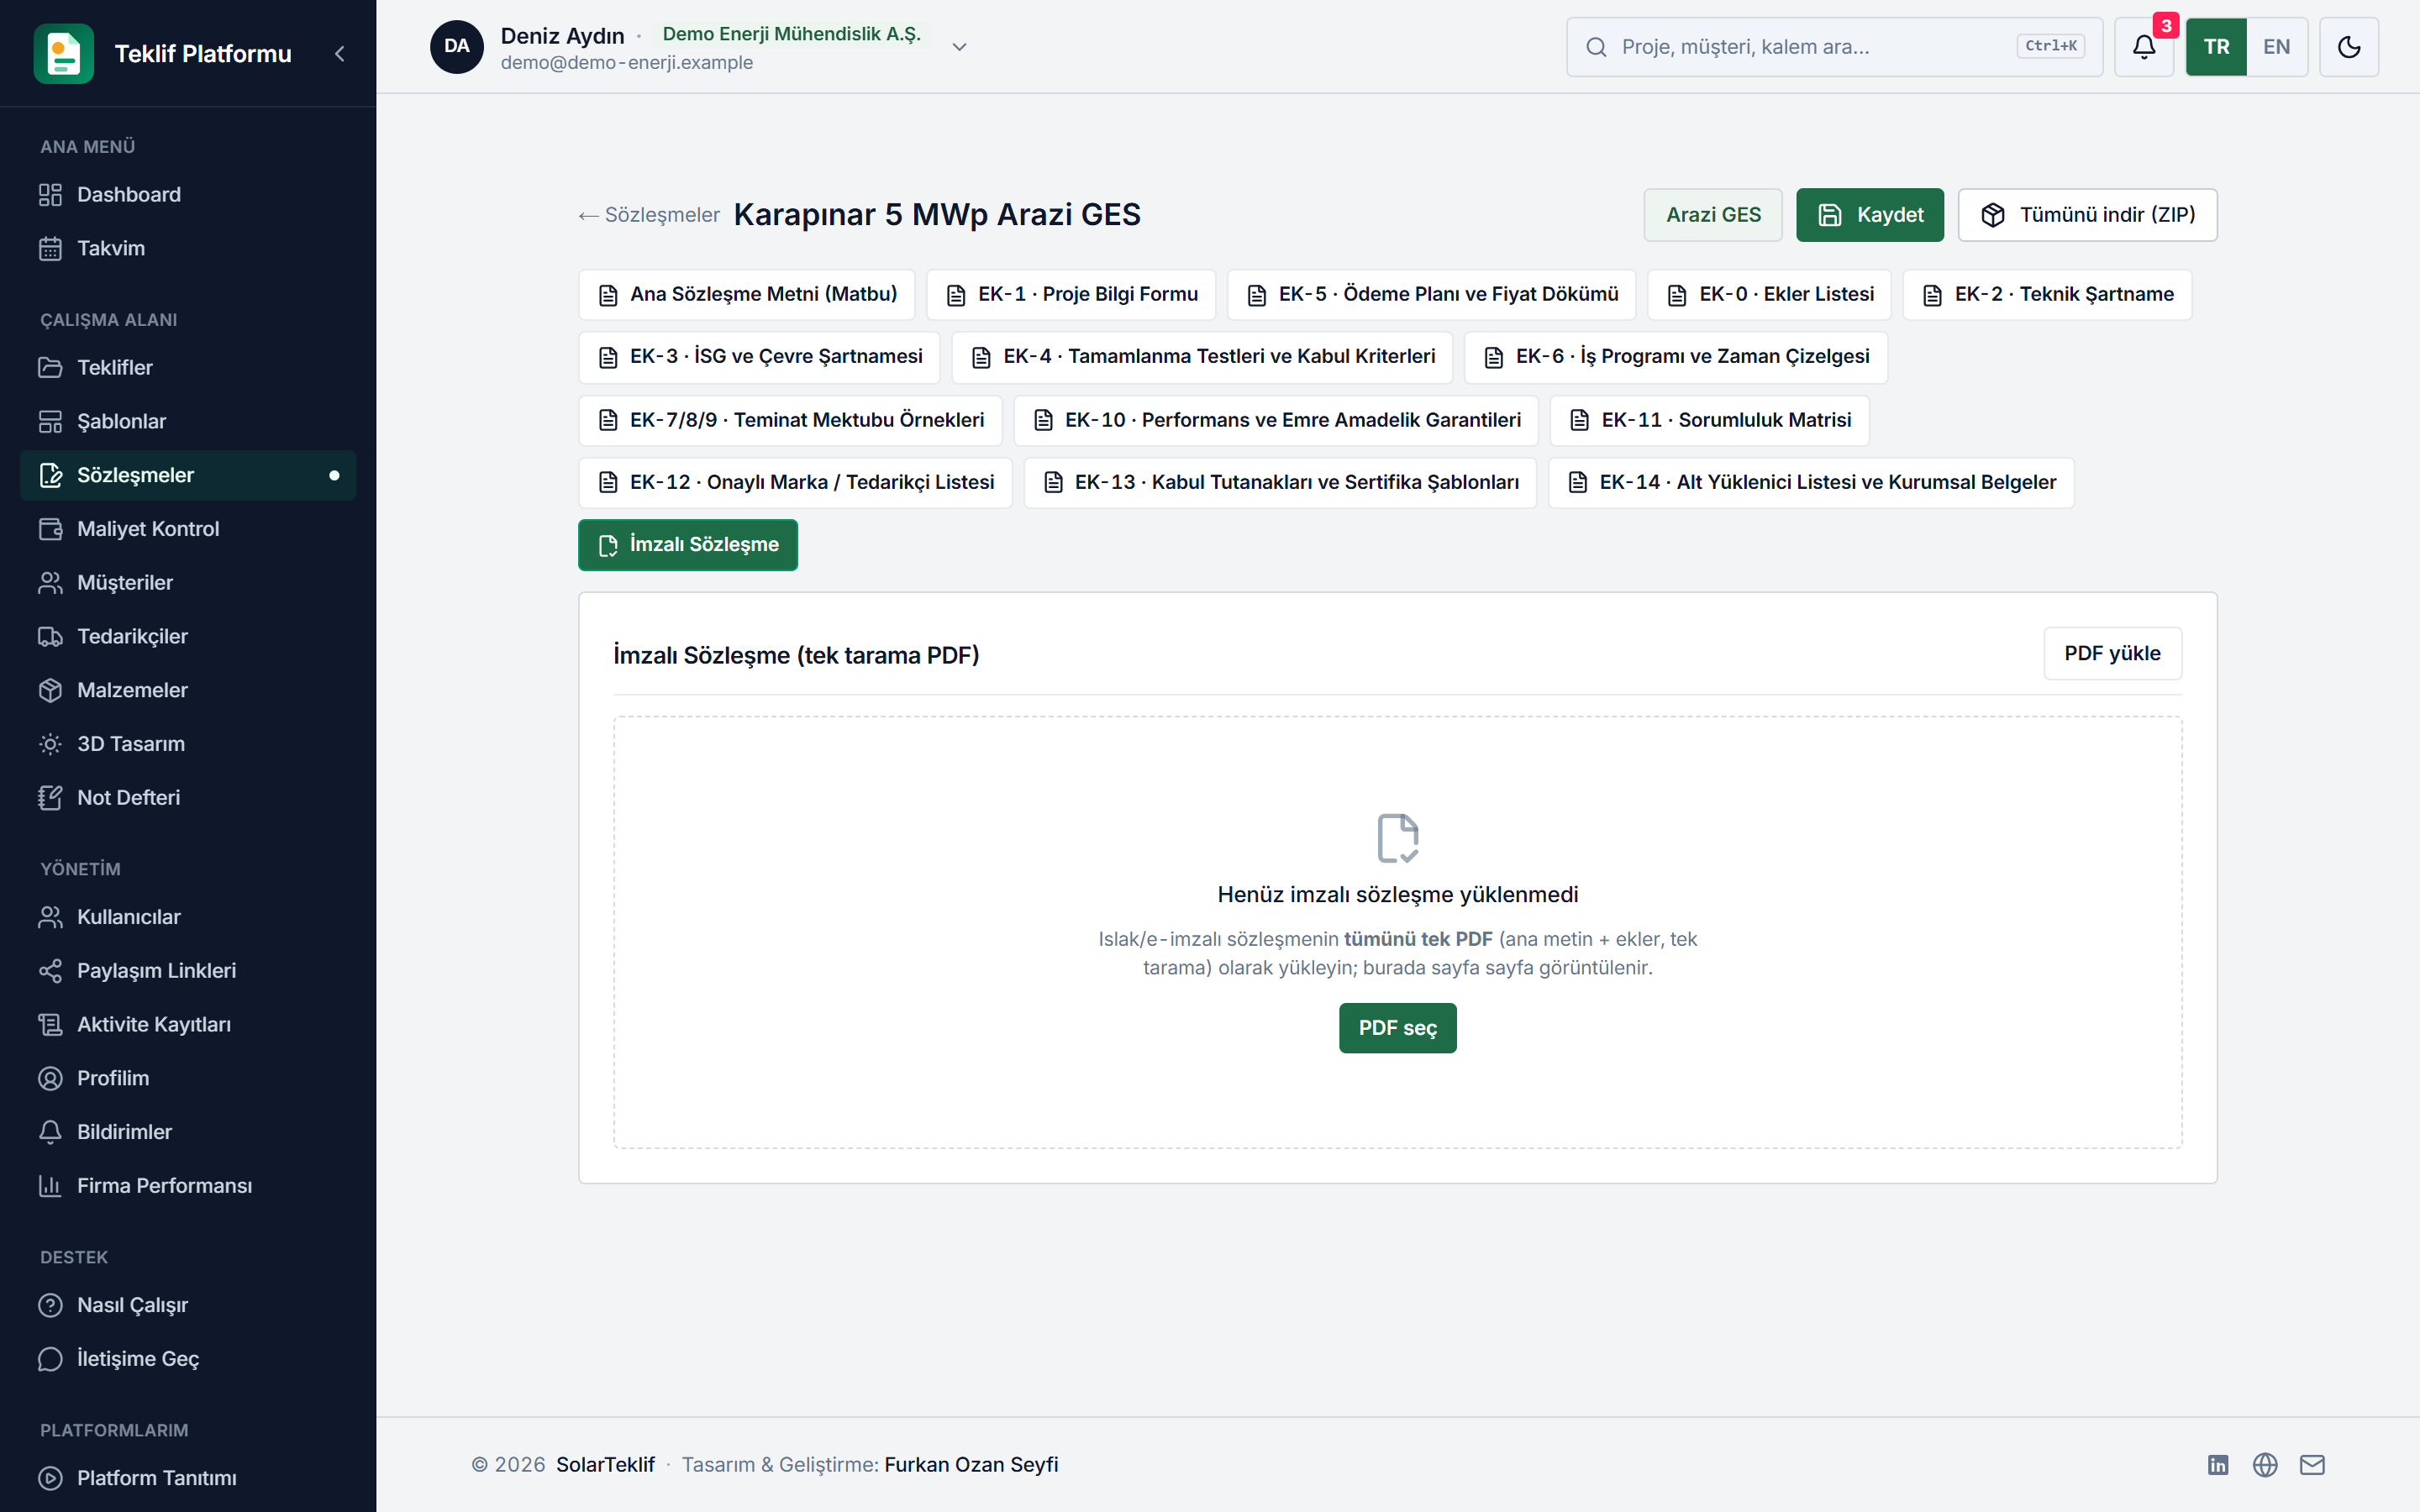 Teklif Platformu
ANA MENÜ
Dashboard
Takvim
ÇALIŞMA ALANI
Teklifler
Şablonlar
Sözleşmeler
Maliyet Kontrol
Müşteriler
Tedarikçiler
Malzemeler
3D Tasarım
Not Defteri
YÖNETİM
Kullanıcılar
Paylaşım Linkleri
Aktivite Kayıtları
Profilim
Bildirimler
Firma Performansı
DESTEK
Nasıl Çalışır
İletişime Geç
PLATFORMLARIM
Platform Tanıtımı
DA
Deniz Aydın · Demo Enerji Mühendislik A.Ş.
demo@demo-enerji.example
Proje, müşteri, kalem ara... Ctrl+K
3
TR EN
← Sözleşmeler Karapınar 5 MWp Arazi GES
Arazi GES Kaydet Tümünü indir (ZIP)
Ana Sözleşme Metni (Matbu) EK-1 · Proje Bilgi Formu EK-5 · Ödeme Planı ve Fiyat Dökümü EK-0 · Ekler Listesi EK-2 · Teknik Şartname
EK-3 · İSG ve Çevre Şartnamesi EK-4 · Tamamlanma Testleri ve Kabul Kriterleri EK-6 · İş Programı ve Zaman Çizelgesi
EK-7/8/9 · Teminat Mektubu Örnekleri EK-10 · Performans ve Emre Amadelik Garantileri EK-11 · Sorumluluk Matrisi
EK-12 · Onaylı Marka / Tedarikçi Listesi EK-13 · Kabul Tutanakları ve Sertifika Şablonları EK-14 · Alt Yüklenici Listesi ve Kurumsal Belgeler
İmzalı Sözleşme
İmzalı Sözleşme (tek tarama PDF) PDF yükle
Henüz imzalı sözleşme yüklenmedi
Islak/e-imzalı sözleşmenin tümünü tek PDF (ana metin + ekler, tek
tarama) olarak yükleyin; burada sayfa sayfa görüntülenir.
PDF seç
© 2026 SolarTeklif · Tasarım & Geliştirme: Furkan Ozan Seyfi
in